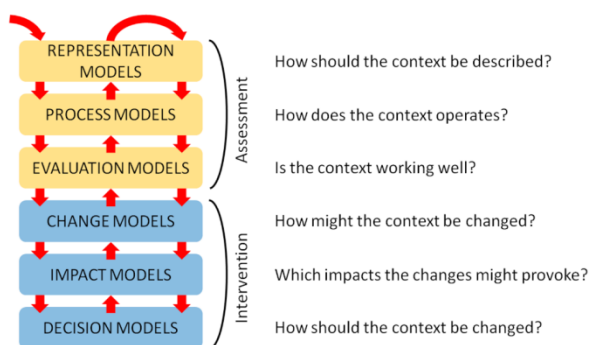 REPRESENTATION
MODELS
How should the context be described?
PROCESS MODELS
How does the context operates?
EVALUATION MODELS
Is the context working well?
Assessment
CHANGE MODELS
How might the context be changed?
IMPACT MODELS
Which impacts the changes might provoke?
DECISION MODELS
How should the context be changed?
Intervention